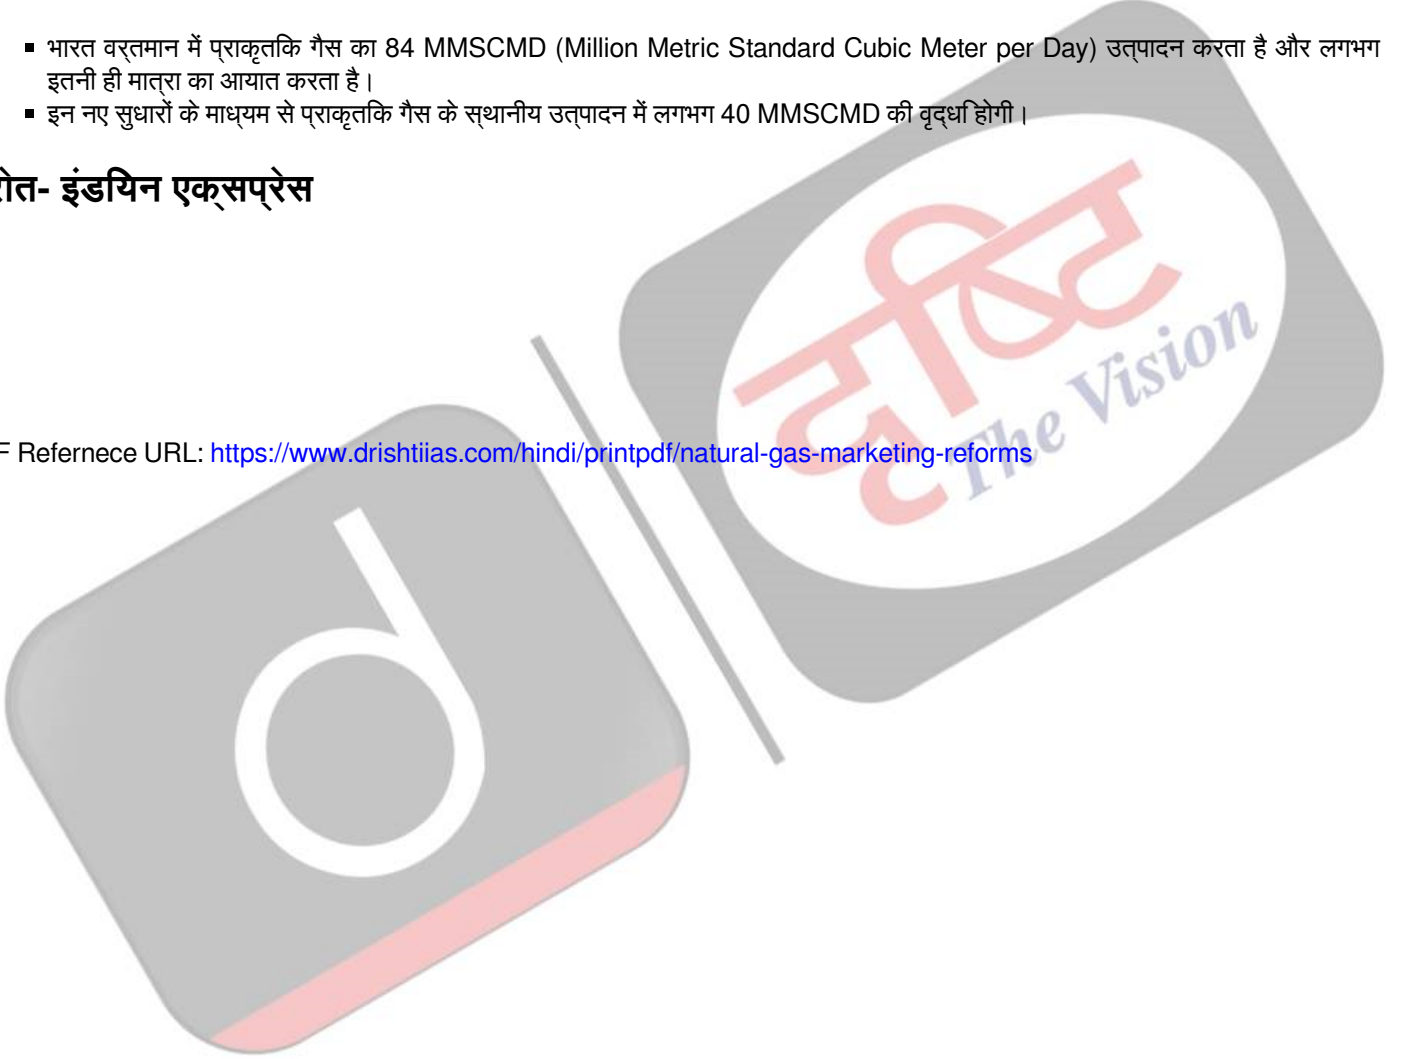 भारत वर्तमान में प्राकृतिक गैस का 84 MMSCMD (Million Metric Standard Cubic Meter per Day) उत्पादन करता है और लगभग
इतनी ही मात्रा का आयात करता है।
इन नए सुधारों के माध्यम से प्राकृतिक गैस के स्थानीय उत्पादन में लगभग 40 MMSCMD की वृद्धि होगी।
रोत- इंडियन एक्सप्रेस
F Refernece URL: https://www.drishtiias.com/hindi/printpdf/natural-gas-marketing-reforms
दृष्टि
The Vision
d